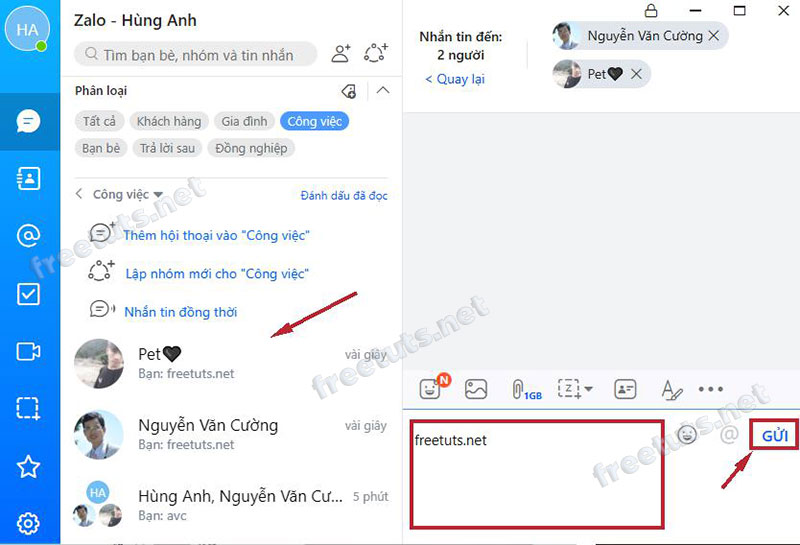 HA
Zalo - Hùng Anh
Tìm bạn bè, nhóm và tin nhắn
Phân loại
Tất cả Khách hàng Gia đình Công việc
Bạn bè Trả lời sau Đồng nghiệp
Công việc Đánh dấu đã đọc
Thêm hội thoại vào "Công việc"
Lập nhóm mới cho "Công việc"
Nhắn tin đồng thời
Pet🖤 vài giây
Bạn: freetuts.net
Nguyễn Văn Cường vài giây
Bạn: freetuts.net
HA
Hùng Anh, Nguyễn Văn Cư... 5 phút
Bạn: avc
Nhắn tin đến:
2 người
< Quay lại
Nguyễn Văn Cường
Pet🖤
N
1GB
freetuts.net
@ GỬI
freetuts.net
freetuts.net
freetuts.net